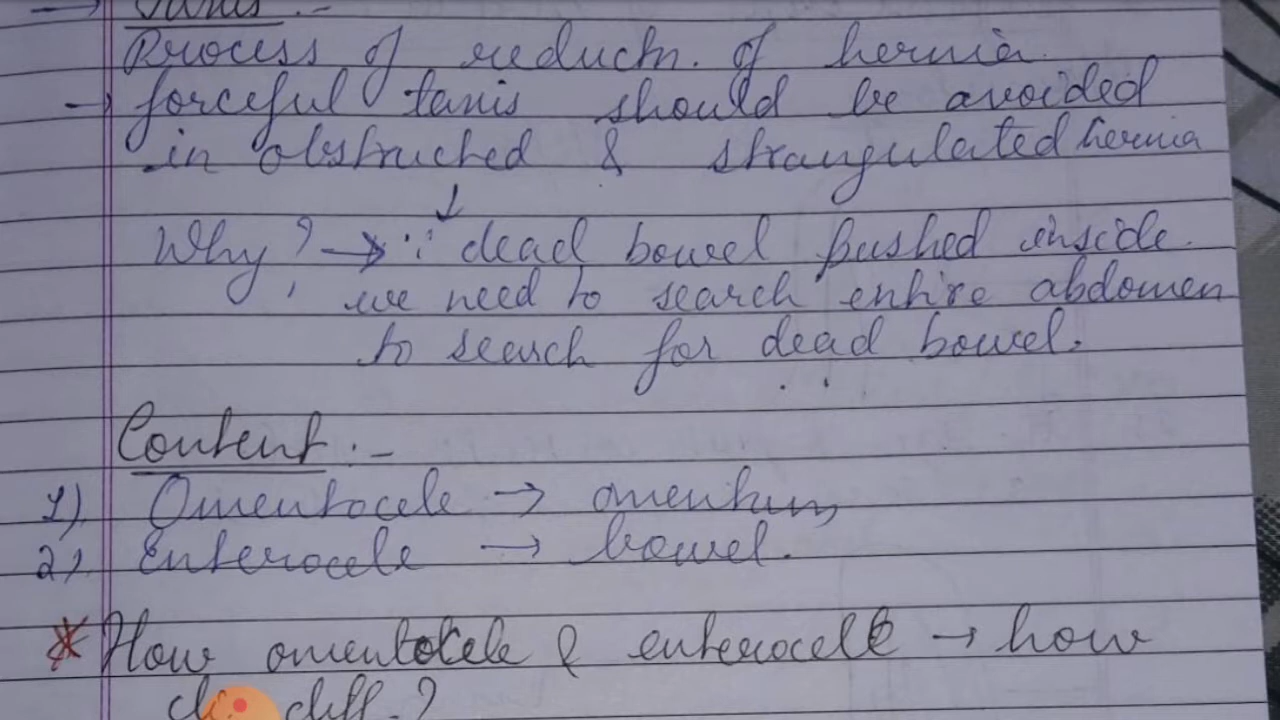 → Taxis :-
Process of reductn. of hernia.
→ forceful taxis should be avoided
in obstructed & strangulated hernia
↓
Why? → ∵ dead bowel pushed inside.
we need to search entire abdomen
to search for dead bowel.
Content :-
1) Omentocele → omentum
2) Enterocele → bowel.
* How omentocele & enterocele → how
diff.?